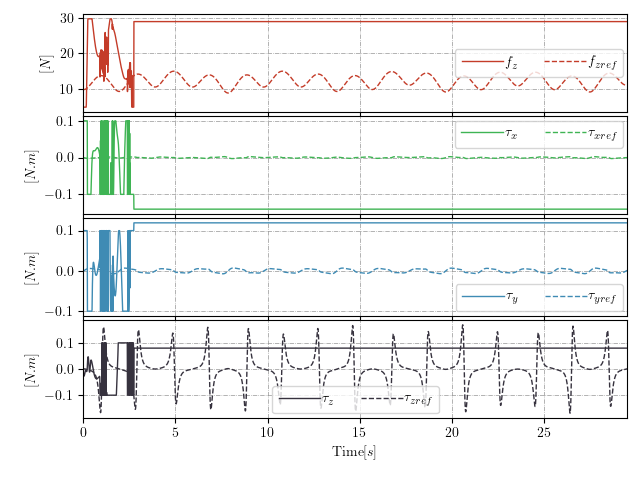 30
20
10
[N]
f_z
f_zref
0.1
0.0
−0.1
[N.m]
τ_x
τ_xref
0.1
0.0
−0.1
[N.m]
τ_y
τ_yref
0.1
0.0
−0.1
[N.m]
τ_z
τ_zref
0 5 10 15 20 25
Time[s]